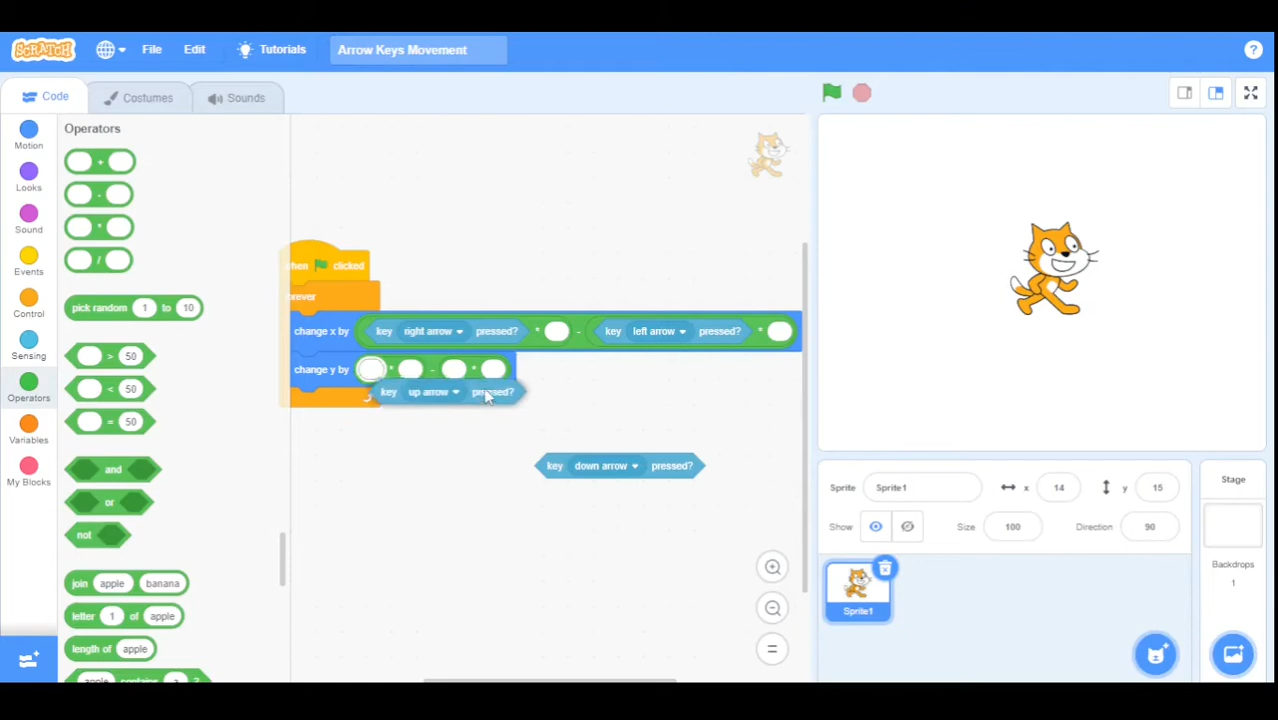 SCRATCH File Edit Tutorials Arrow Keys Movement ?
Code Costumes Sounds
Motion
Looks
Sound
Events
Control
Sensing
Operators
Variables
My Blocks
Operators
+
-
*
/
pick random 1 to 10
> 50
< 50
= 50
and
or
not
join apple banana
letter 1 of apple
length of apple
apple contains a ?
when clicked
forever
change x by key right arrow pressed? * - key left arrow pressed? *
change y by * - *
key up arrow pressed?
key down arrow pressed?
Sprite Sprite1 x 14 y 15
Show Size 100 Direction 90
Sprite1
Stage
Backdrops
1